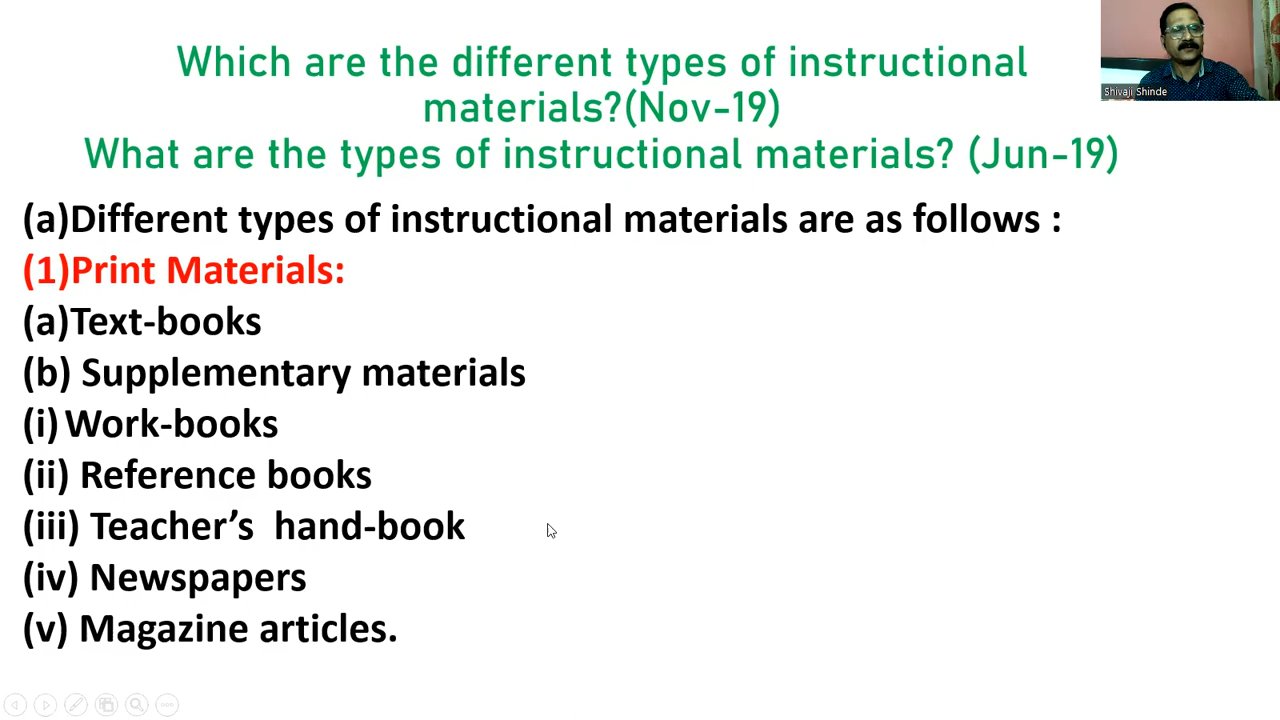 Which are the different types of instructional
materials?(Nov-19)
What are the types of instructional materials? (Jun-19)
Shivaji Shinde
(a)Different types of instructional materials are as follows :
(1)Print Materials:
(a)Text-books
(b) Supplementary materials
(i) Work-books
(ii) Reference books
(iii) Teacher’s hand-book
(iv) Newspapers
(v) Magazine articles.